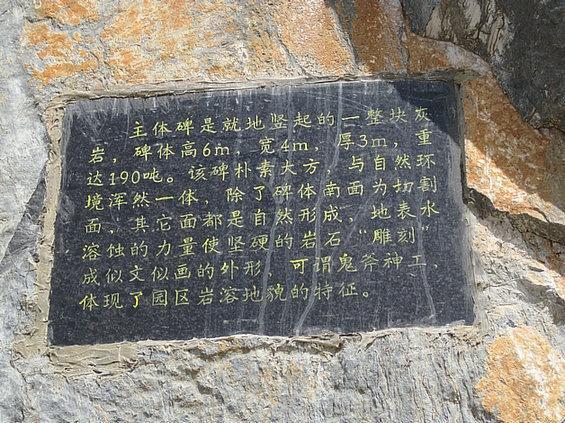 主体碑是就地竖起的一整块灰
岩，碑体高6m，宽4m，厚3m，重
达190吨。该碑朴素大方，与自然环
境浑然一体，除了碑体南面为切割
面，其它面都是自然形成，地表水
溶蚀的力量使坚硬的岩石“雕刻”
成似文似画的外形，可谓鬼斧神工，
体现了园区岩溶地貌的特征。